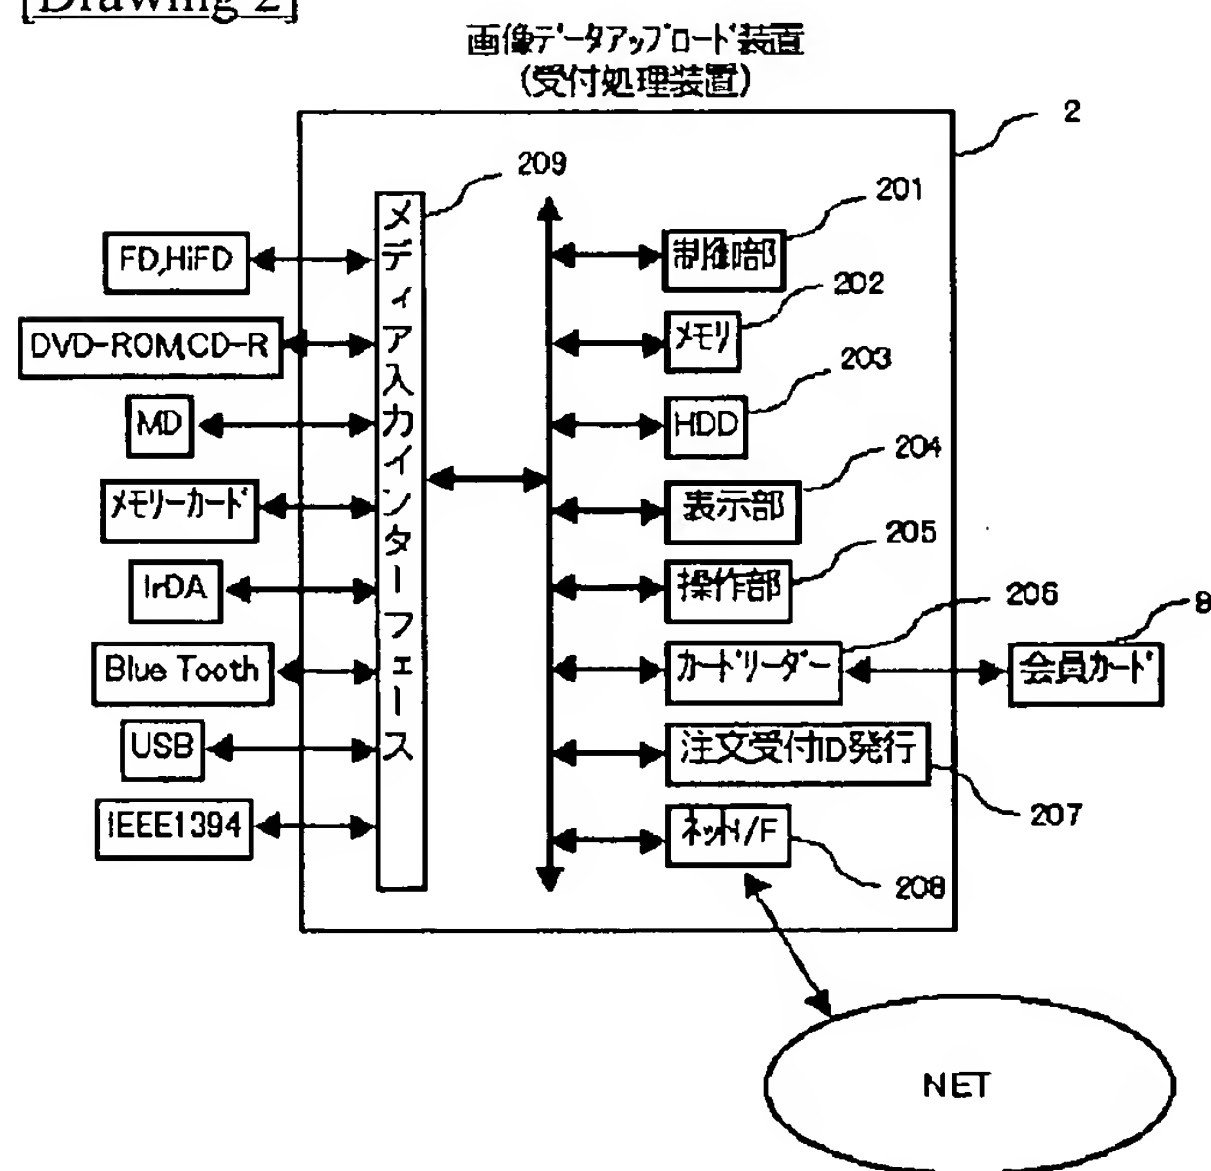 [Drawing 2]
画像データアップロード装置
(受付処理装置)
2
209
201
メディア入力インターフェース
FD,HiFD
制御部
202
DVD-ROM,CD-R
メモリ
203
MD
HDD
204
メモリーカード
表示部
205
IrDA
操作部
206
8
Blue Tooth
カードリーダー
会員カード
USB
注文受付ID発行
207
IEEE1394
ネットI/F
208
NET